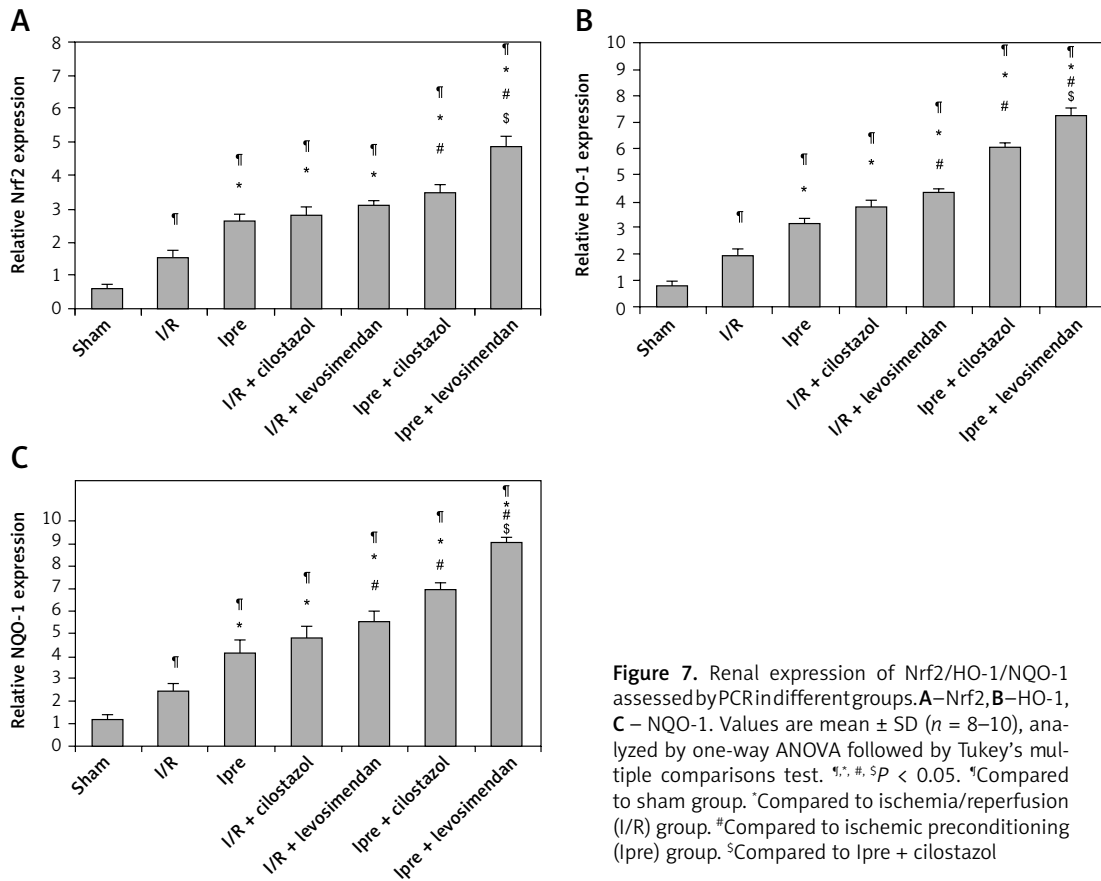 A
8
7
6
5
4
3
2
1
0
Relative Nrf2 expression
¶
¶
*
¶
*
¶
*
¶
*
#
¶
*
#
$
Sham
I/R
Ipre
I/R + cilostazol
I/R + levosimendan
Ipre + cilostazol
Ipre + levosimendan
B
10
9
8
7
6
5
4
3
2
1
0
Relative HO-1 expression
¶
¶
*
¶
*
¶
*
#
¶
*
#
¶
*
#
$
Sham
I/R
Ipre
I/R + cilostazol
I/R + levosimendan
Ipre + cilostazol
Ipre + levosimendan
C
10
9
8
7
6
5
4
3
2
1
0
Relative NQO-1 expression
¶
¶
*
¶
*
¶
*
#
¶
*
#
¶
*
#
$
Sham
I/R
Ipre
I/R + cilostazol
I/R + levosimendan
Ipre + cilostazol
Ipre + levosimendan
Figure 7. Renal expression of Nrf2/HO-1/NQO-1
assessed by PCR in different groups. A – Nrf2, B – HO-1,
C – NQO-1. Values are mean ± SD (n = 8–10), ana-
lyzed by one-way ANOVA followed by Tukey's mul-
tiple comparisons test. ¶,*, #, $P < 0.05. ¶Compared
to sham group. *Compared to ischemia/reperfusion
(I/R) group. #Compared to ischemic preconditioning
(Ipre) group. $Compared to Ipre + cilostazol